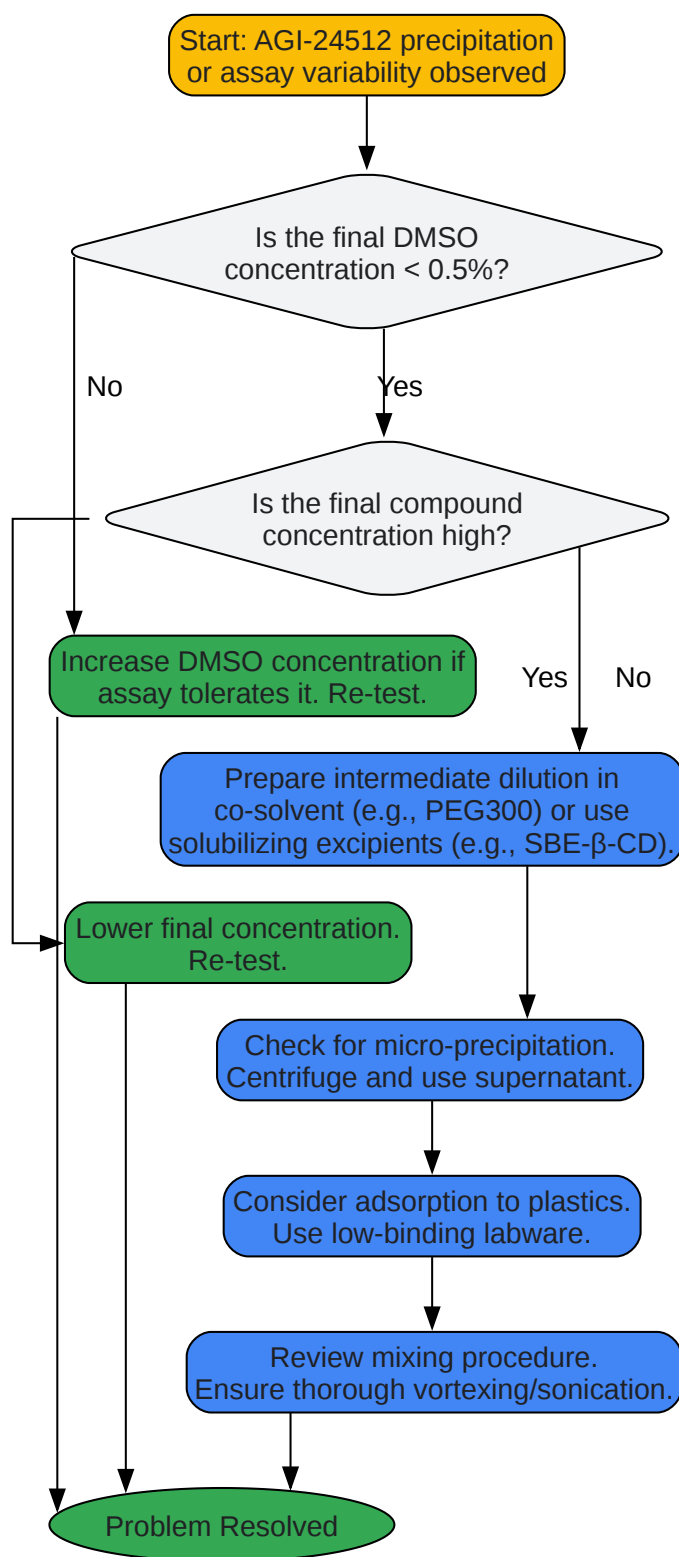 Start: AGI-24512 precipitation
or assay variability observed
Is the final DMSO
concentration < 0.5%?
No
Yes
Is the final compound
concentration high?
Increase DMSO concentration if
assay tolerates it. Re-test.
Yes
No
Prepare intermediate dilution in
co-solvent (e.g., PEG300) or use
solubilizing excipients (e.g., SBE-β-CD).
Lower final concentration.
Re-test.
Check for micro-precipitation.
Centrifuge and use supernatant.
Consider adsorption to plastics.
Use low-binding labware.
Review mixing procedure.
Ensure thorough vortexing/sonication.
Problem Resolved